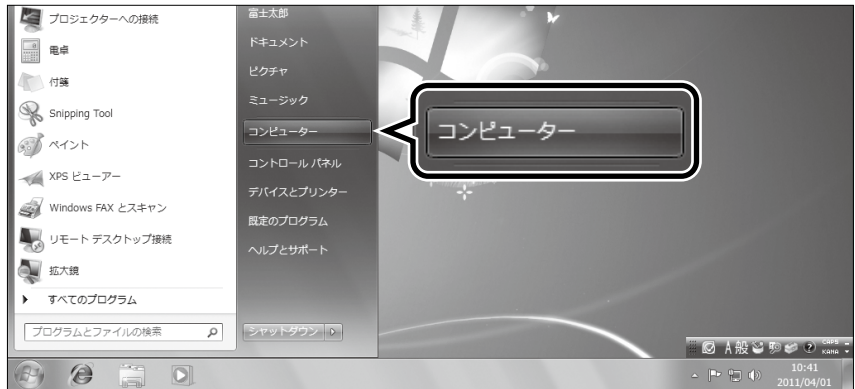 プロジェクターへの接続
電卓
付箋
Snipping Tool
ペイント
XPS ビューアー
Windows FAX とスキャン
リモート デスクトップ接続
拡大鏡
すべてのプログラム
プログラムとファイルの検索
富士太郎
ドキュメント
ピクチャ
ミュージック
コンピューター
コントロール パネル
デバイスとプリンター
既定のプログラム
ヘルプとサポート
シャットダウン
コンピューター
A 般
CAPS
KANA
10:41
2011/04/01